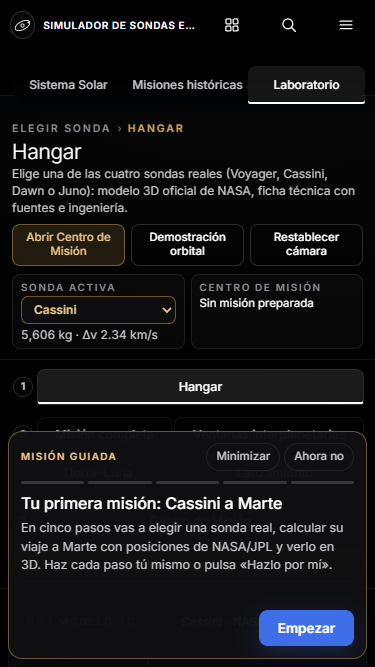 SIMULADOR DE SONDAS E...
Sistema Solar
Misiones históricas
Laboratorio
ELEGIR SONDA › HANGAR
Hangar
Elige una de las cuatro sondas reales (Voyager, Cassini,
Dawn o Juno): modelo 3D oficial de NASA, ficha técnica con
fuentes e ingeniería.
Abrir Centro de
Misión
Demostración
orbital
Restablecer
cámara
SONDA ACTIVA
Cassini
5,606 kg · Δv 2.34 km/s
CENTRO DE MISIÓN
Sin misión preparada
1
Hangar
MISIÓN GUIADA
Minimizar
Ahora no
Tu primera misión: Cassini a Marte
En cinco pasos vas a elegir una sonda real, calcular su
viaje a Marte con posiciones de NASA/JPL y verlo en
3D. Haz cada paso tú mismo o pulsa «Hazlo por mí».
Empezar